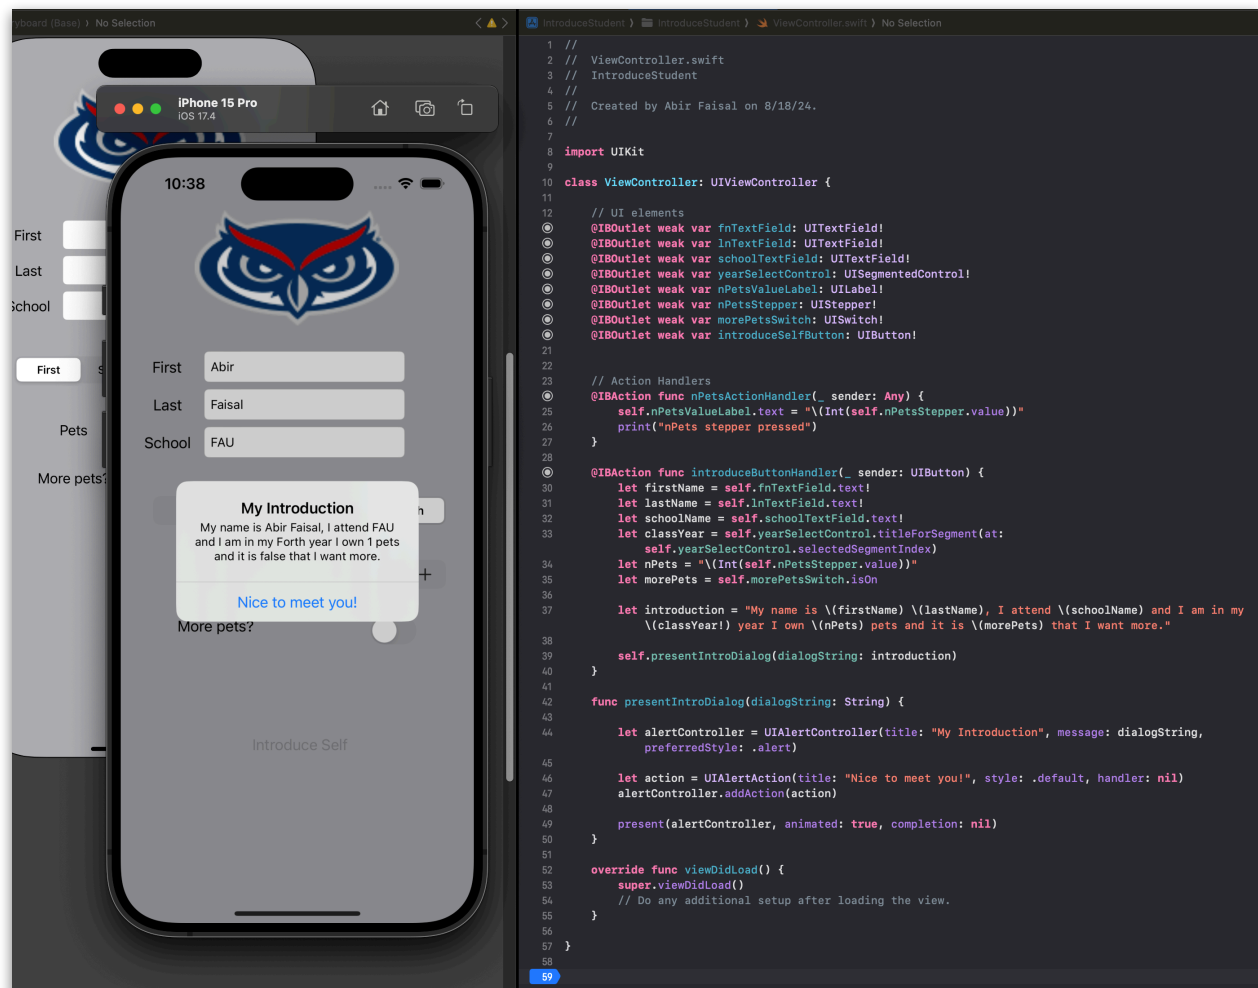 yboard (Base) › No Selection
First
Last
School
First
Pets
More pets?
iPhone 15 Pro
iOS 17.4
10:38
First Abir
Last Faisal
School FAU
My Introduction
My name is Abir Faisal, I attend FAU
and I am in my Forth year I own 1 pets
and it is false that I want more.
Nice to meet you!
h
+
More pets?
Introduce Self
IntroduceStudent › IntroduceStudent › ViewController.swift › No Selection
1 //
2 //  ViewController.swift
3 //  IntroduceStudent
4 //
5 //  Created by Abir Faisal on 8/18/24.
6 //
7
8 import UIKit
9
10 class ViewController: UIViewController {
11
12     // UI elements
@IBOutlet weak var fnTextField: UITextField!
@IBOutlet weak var lnTextField: UITextField!
@IBOutlet weak var schoolTextField: UITextField!
@IBOutlet weak var yearSelectControl: UISegmentedControl!
@IBOutlet weak var nPetsValueLabel: UILabel!
@IBOutlet weak var nPetsStepper: UIStepper!
@IBOutlet weak var morePetsSwitch: UISwitch!
@IBOutlet weak var introduceSelfButton: UIButton!
21
22
23     // Action Handlers
@IBAction func nPetsActionHandler(_ sender: Any) {
25         self.nPetsValueLabel.text = "\(Int(self.nPetsStepper.value))"
26         print("nPets stepper pressed")
27     }
28
@IBAction func introduceButtonHandler(_ sender: UIButton) {
30         let firstName = self.fnTextField.text!
31         let lastName = self.lnTextField.text!
32         let schoolName = self.schoolTextField.text!
33         let classYear = self.yearSelectControl.titleForSegment(at:
self.yearSelectControl.selectedSegmentIndex)
34         let nPets = "\(Int(self.nPetsStepper.value))"
35         let morePets = self.morePetsSwitch.isOn
36
37         let introduction = "My name is \(firstName) \(lastName), I attend \(schoolName) and I am in my
\(classYear!) year I own \(nPets) pets and it is \(morePets) that I want more."
38
39         self.presentIntroDialog(dialogString: introduction)
40     }
41
42     func presentIntroDialog(dialogString: String) {
43
44         let alertController = UIAlertController(title: "My Introduction", message: dialogString,
preferredStyle: .alert)
45
46         let action = UIAlertAction(title: "Nice to meet you!", style: .default, handler: nil)
47         alertController.addAction(action)
48
49         present(alertController, animated: true, completion: nil)
50     }
51
52     override func viewDidLoad() {
53         super.viewDidLoad()
54         // Do any additional setup after loading the view.
55     }
56
57 }
58
59